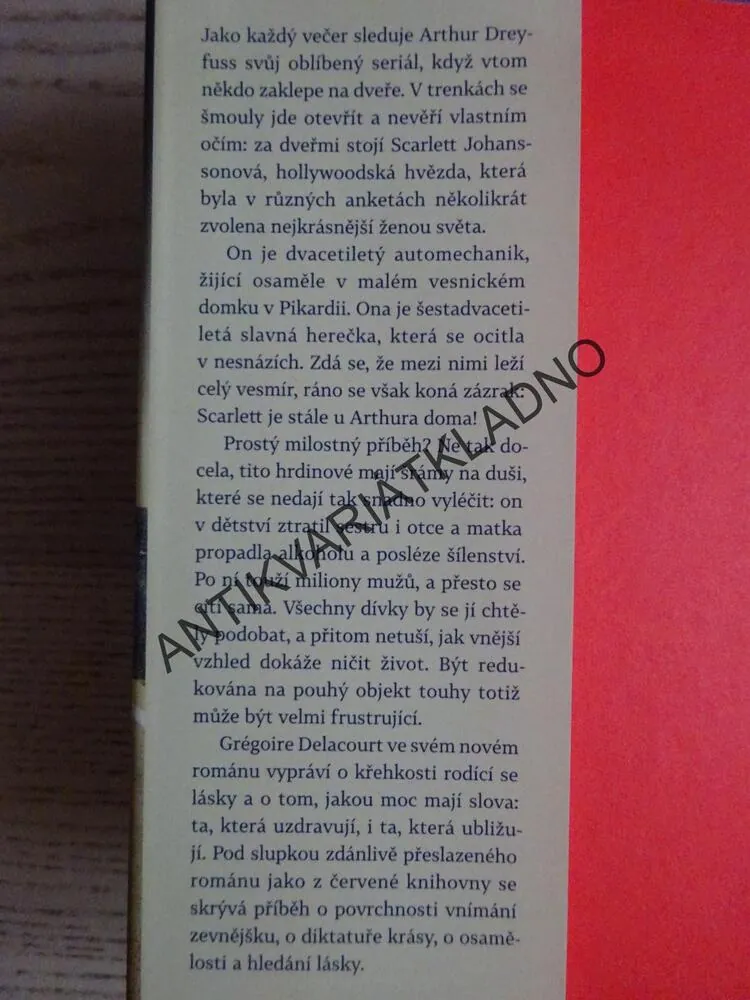 Jako každý večer sleduje Arthur Drey-
fuss svůj oblíbený seriál, když vtom
někdo zaklepe na dveře. V trenkách se
šmouly jde otevřít a nevěří vlastním
očím: za dveřmi stojí Scarlett Johans-
sonová, hollywoodská hvězda, která
byla v různých anketách několikrát
zvolena nejkrásnější ženou světa.
On je dvacetiletý automechanik,
žijící osaměle v malém vesnickém
domku v Pikardii. Ona je šestadvaceti-
letá slavná herečka, která se ocitla
v nesnázích. Zdá se, že mezi nimi leží
celý vesmír, ráno se však koná zázrak:
Scarlett je stále u Arthura doma!
Prostý milostný příběh? Ne tak do-
cela, tito hrdinové mají šrámy na duši,
které se nedají tak snadno vyléčit: on
v dětství ztratil sestru i otce a matka
propadla alkoholu a posléze šílenství.
Po ní touží miliony mužů, a přesto se
cítí sama. Všechny dívky by se jí chtě-
ly podobat, a přitom netuší, jak vnější
vzhled dokáže ničit život. Být redu-
kována na pouhý objekt touhy totiž
může být velmi frustrující.
Grégoire Delacourt ve svém novém
románu vypráví o křehkosti rodící se
lásky a o tom, jakou moc mají slova:
ta, která uzdravují, i ta, která ubližu-
jí. Pod slupkou zdánlivě přeslazeného
románu jako z červené knihovny se
skrývá příběh o povrchnosti vnímání
zevnějšku, o diktatuře krásy, o osamě-
losti a hledání lásky.
ANTIKVARIATKLADNO